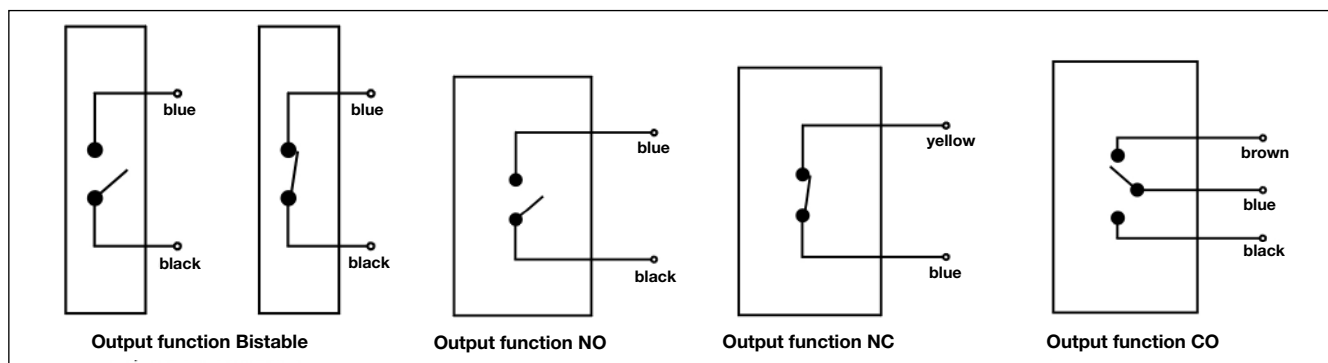 blue
black
blue
black
Output function Bistable
blue
black
Output function NO
yellow
blue
Output function NC
brown
blue
black
Output function CO